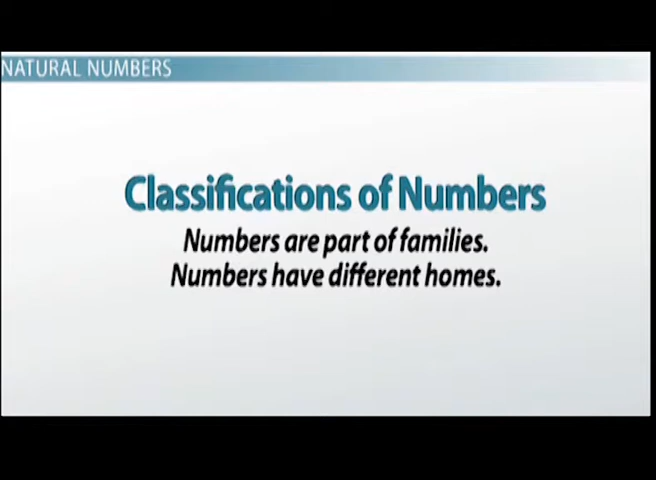 NATURAL NUMBERS
Classifications of Numbers
Numbers are part of families.
Numbers have different homes.